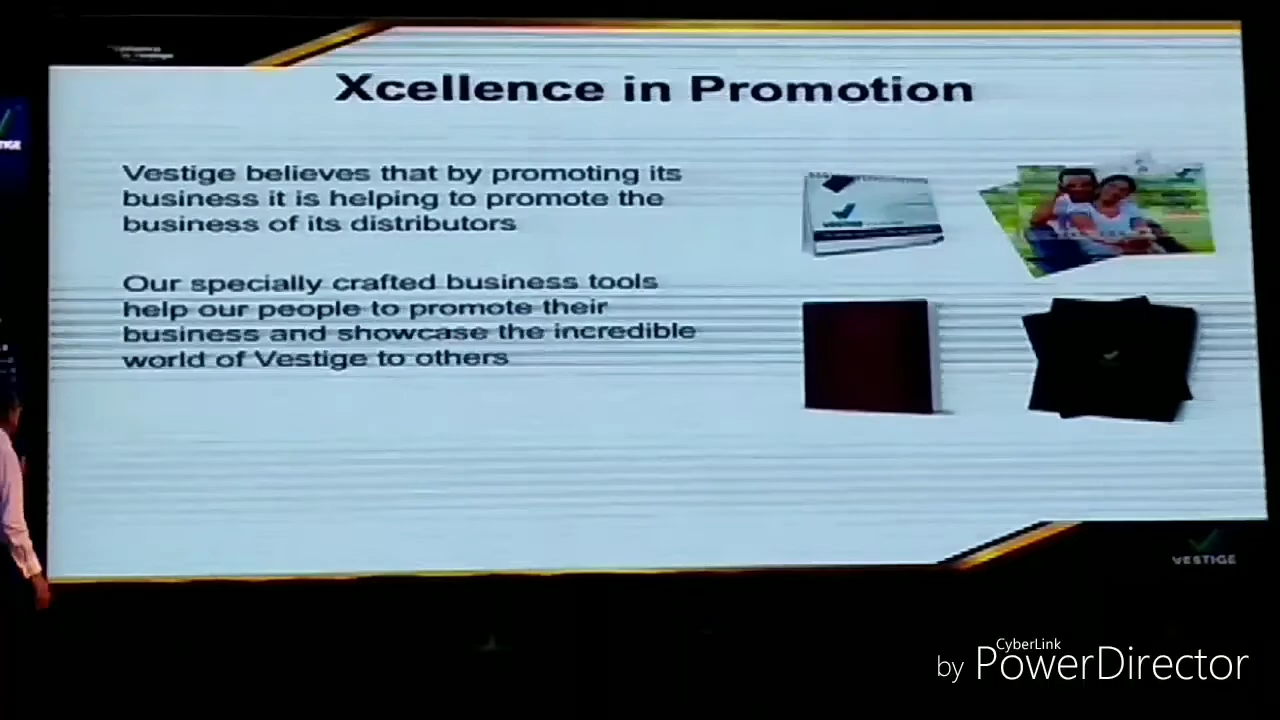 Xcellence in Promotion
Vestige believes that by promoting its
business it is helping to promote the
business of its distributors
Our specially crafted business tools
help our people to promote their
business and showcase the incredible
world of Vestige to others
VESTIGE
CyberLink
by PowerDirector